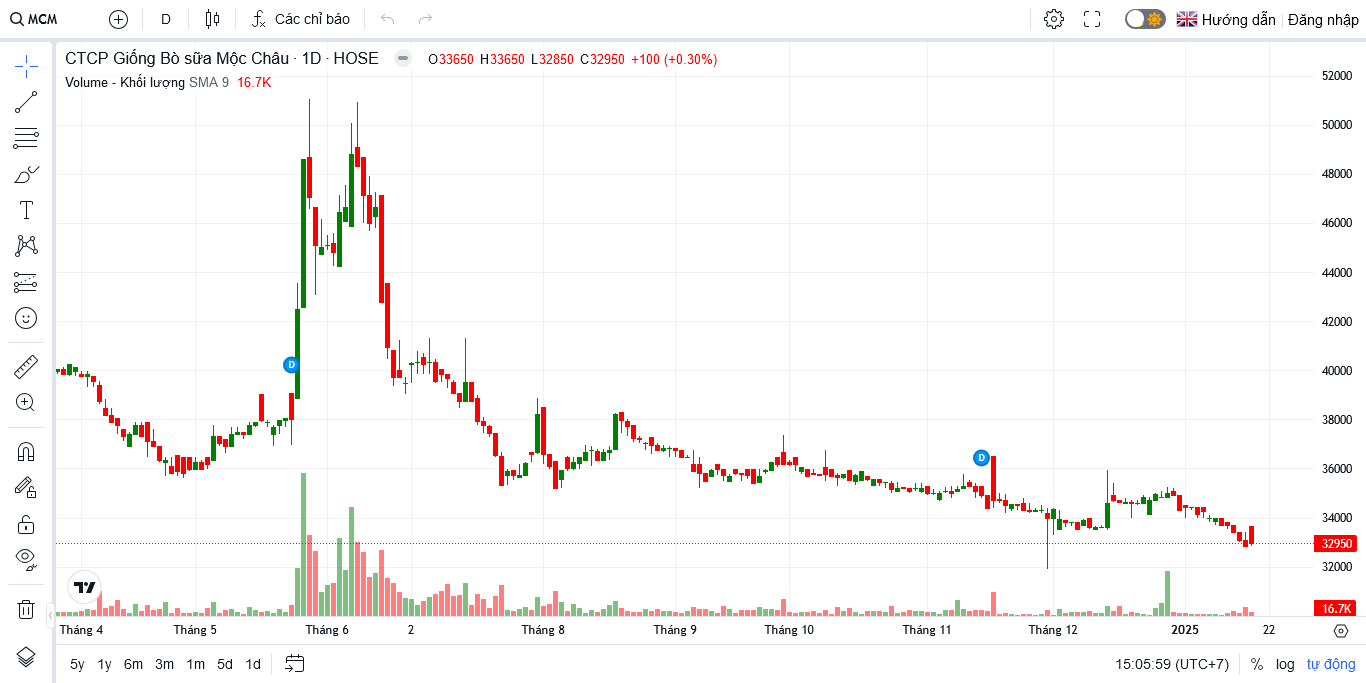 MCM D Các chỉ báo Hướng dẫn Đăng nhập
CTCP Giống Bò sữa Mộc Châu · 1D · HOSE O33650 H33650 L32850 C32950 +100 (+0.30%)
Volume - Khối lượng SMA 9 16.7K
52000
50000
48000
46000
44000
42000
40000
38000
36000
34000
32950
32000
16.7K
D
D
Tháng 4 Tháng 5 Tháng 6 2 Tháng 8 Tháng 9 Tháng 10 Tháng 11 Tháng 12 2025 22
5y 1y 6m 3m 1m 5d 1d 15:05:59 (UTC+7) % log tự động